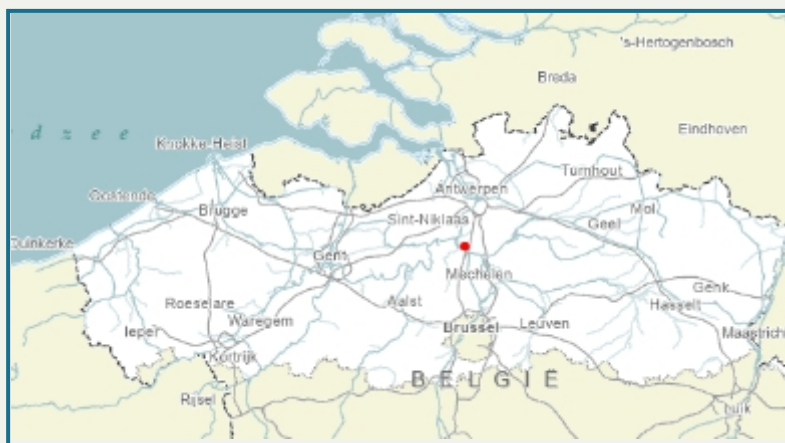 's-Hertogenbosch
Breda
Eindhoven
d z e e
Knokke-Heist
Turnhout
Antwerpen
Oostende
Brugge
Sint-Niklaas
Mol
Geel
Duinkerke
Gent
Mechelen
Genk
Roeselare
Aalst
Hasselt
Ieper
Waregem
Brussel
Leuven
Maastrich
Kortrijk
BELGIË
Rijsel
Luik